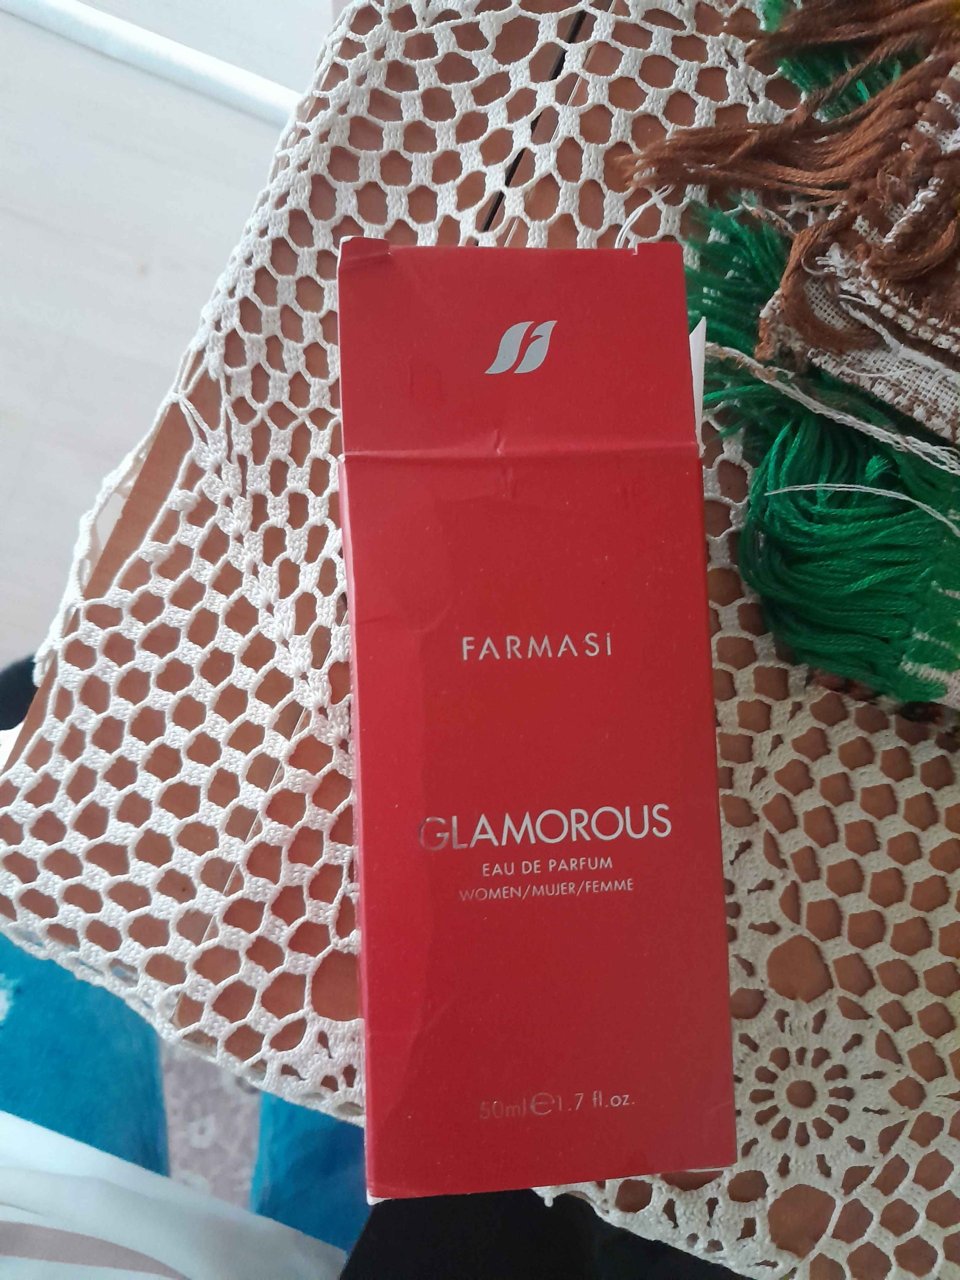 FARMASi
GLAMOROUS
EAU DE PARFUM
WOMEN/MUJER/FEMME
50ml ℮ 1.7 fl.oz.